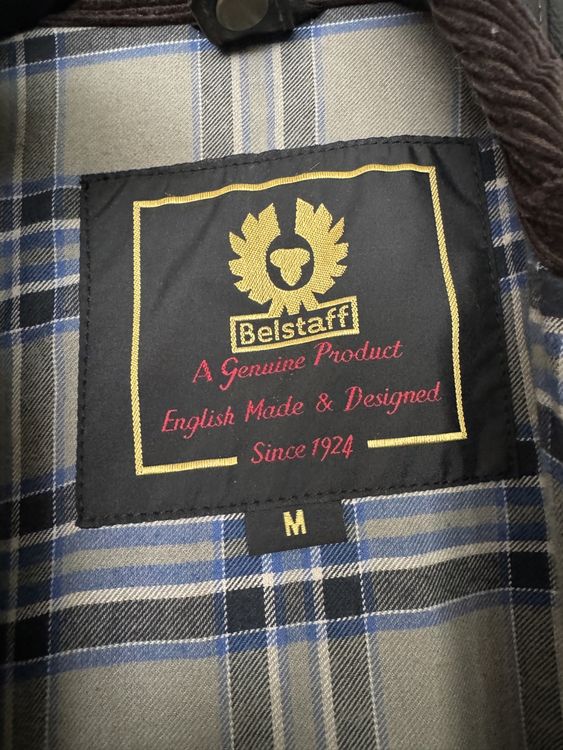 Belstaff
A Genuine Product
English Made & Designed
Since 1924
M